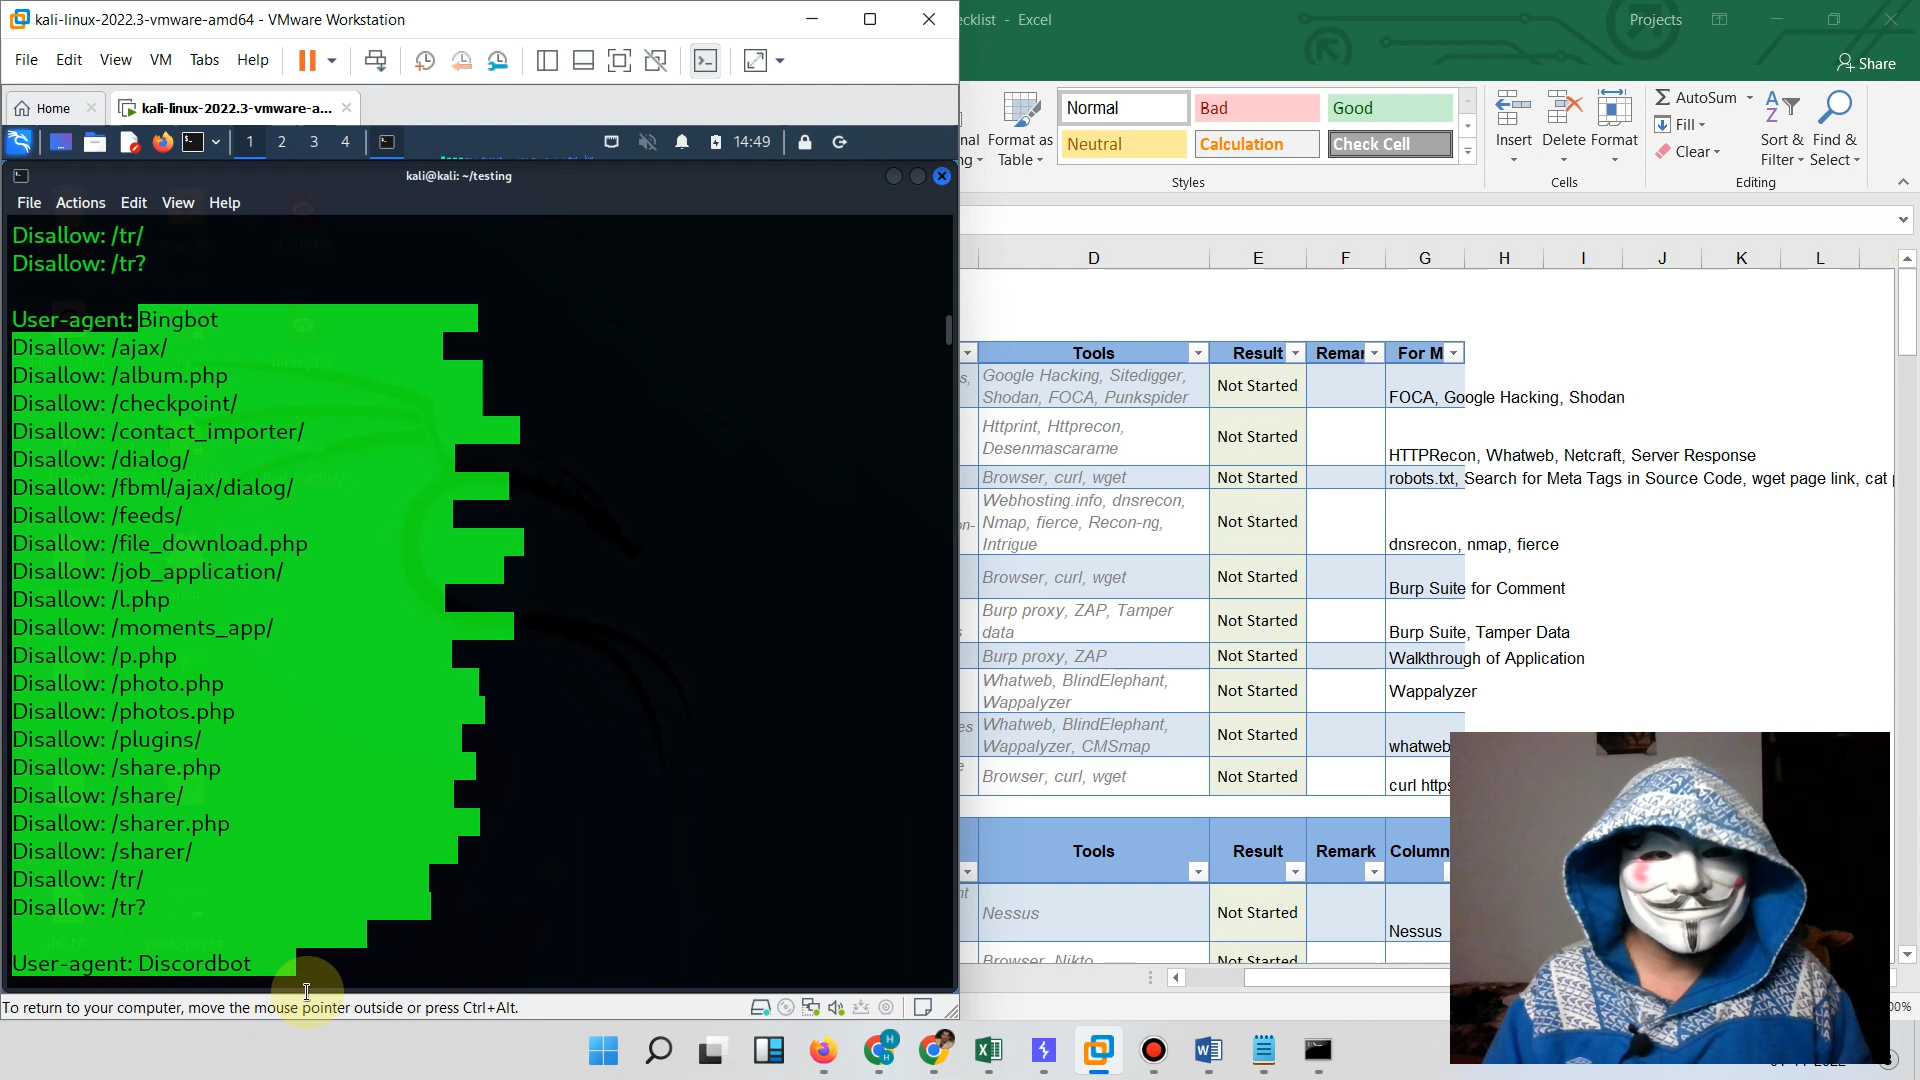 kali-linux-2022.3-vmware-amd64 - VMware Workstation
File Edit View VM Tabs Help
Home
kali-linux-2022.3-vmware-a...
1 2 3 4
14:49
kali@kali: ~/testing
File Actions Edit View Help
Disallow: /tr/
Disallow: /tr?
User-agent: Bingbot
Disallow: /ajax/
Disallow: /album.php
Disallow: /checkpoint/
Disallow: /contact_importer/
Disallow: /dialog/
Disallow: /fbml/ajax/dialog/
Disallow: /feeds/
Disallow: /file_download.php
Disallow: /job_application/
Disallow: /l.php
Disallow: /moments_app/
Disallow: /p.php
Disallow: /photo.php
Disallow: /photos.php
Disallow: /plugins/
Disallow: /share.php
Disallow: /share/
Disallow: /sharer.php
Disallow: /sharer/
Disallow: /tr/
Disallow: /tr?
User-agent: Discordbot
To return to your computer, move the mouse pointer outside or press Ctrl+Alt.
ecklist - Excel
Projects
Share
Format as
Table
Normal Bad Good
Neutral Calculation Check Cell
Styles
Insert Delete Format
Cells
AutoSum
Fill
Clear
Sort &
Filter
Find &
Select
Editing
D E F G H I J K L
Tools Result Remar For M
Google Hacking, Sitedigger,
Shodan, FOCA, Punkspider
Not Started
FOCA, Google Hacking, Shodan
Httprint, Httprecon,
Desenmascarame
Not Started
HTTPRecon, Whatweb, Netcraft, Server Response
Browser, curl, wget
Not Started
robots.txt, Search for Meta Tags in Source Code, wget page link, cat
Webhosting.info, dnsrecon,
Nmap, fierce, Recon-ng,
Intrigue
Not Started
dnsrecon, nmap, fierce
Browser, curl, wget
Not Started
Burp Suite for Comment
Burp proxy, ZAP, Tamper
data
Not Started
Burp Suite, Tamper Data
Burp proxy, ZAP
Not Started
Walkthrough of Application
Whatweb, BlindElephant,
Wappalyzer
Not Started
Wappalyzer
Whatweb, BlindElephant,
Wappalyzer, CMSmap
Not Started
whatweb
Browser, curl, wget
Not Started
curl https
Tools Result Remark Column
Nessus
Not Started
Nessus
Browser, Nikto,
Not Started